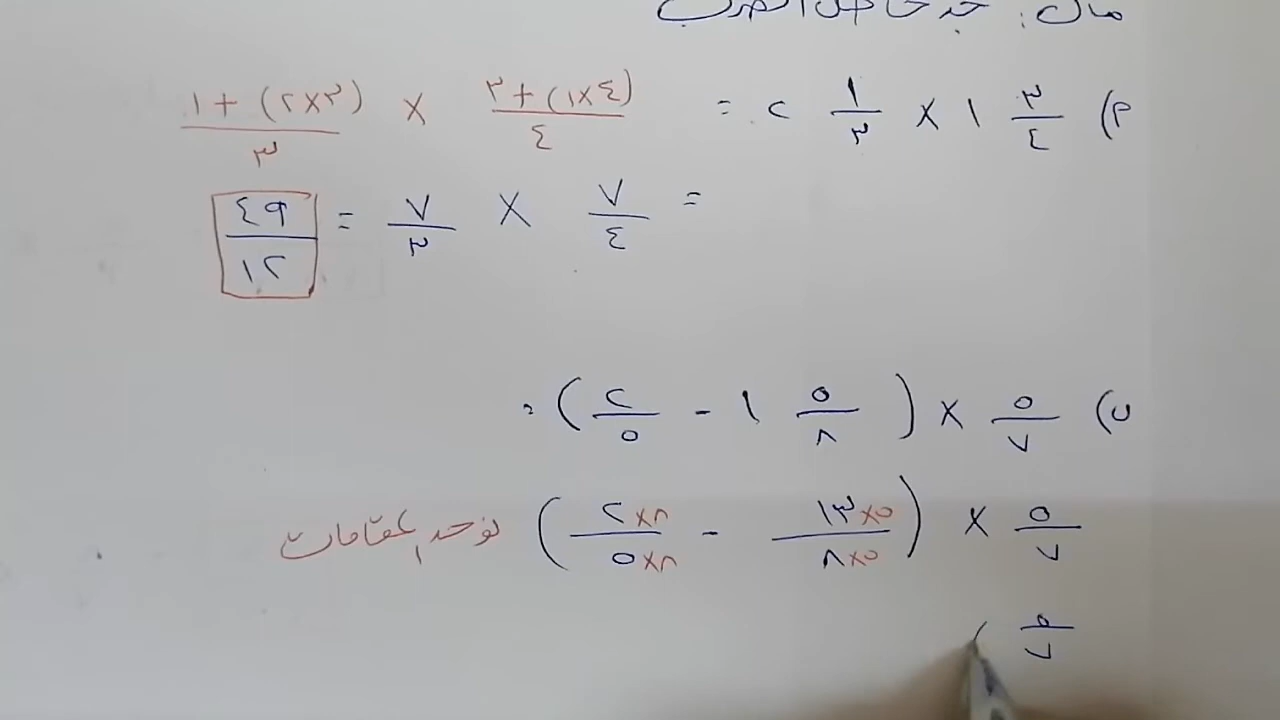 مثال: جد حاصل الضرب
أ) ٣/٤ ١ × ١/٣ ٢ = (١×٤)+٣/٤ × (٢×٣)+١/٣
= ٧/٤ × ٧/٣ = ٤٩/١٢
ب) ٥/٧ × (٥/٨ ١ - ٢/٥) =
٥/٧ × (١٣×٥/٨×٥ - ٢×٨/٥×٨) نوحد المقامات
٥/٧ (